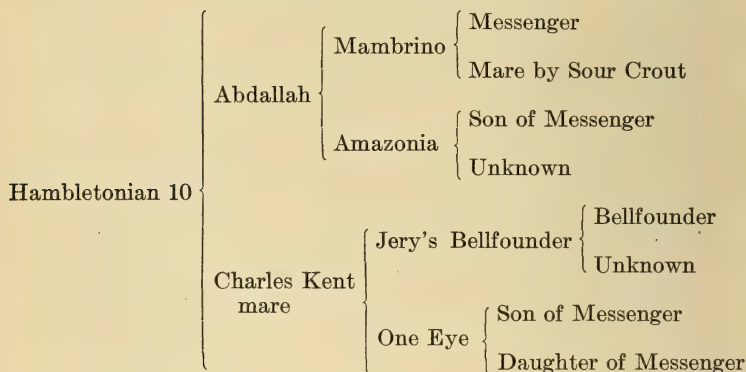 Messenger
Mambrino
Mare by Sour Crout
Abdallah
Son of Messenger
Amazonia
Unknown
Hambletonian 10
Bellfounder
Jery's Bellfounder
Unknown
Charles Kent
mare
Son of Messenger
One Eye
Daughter of Messenger